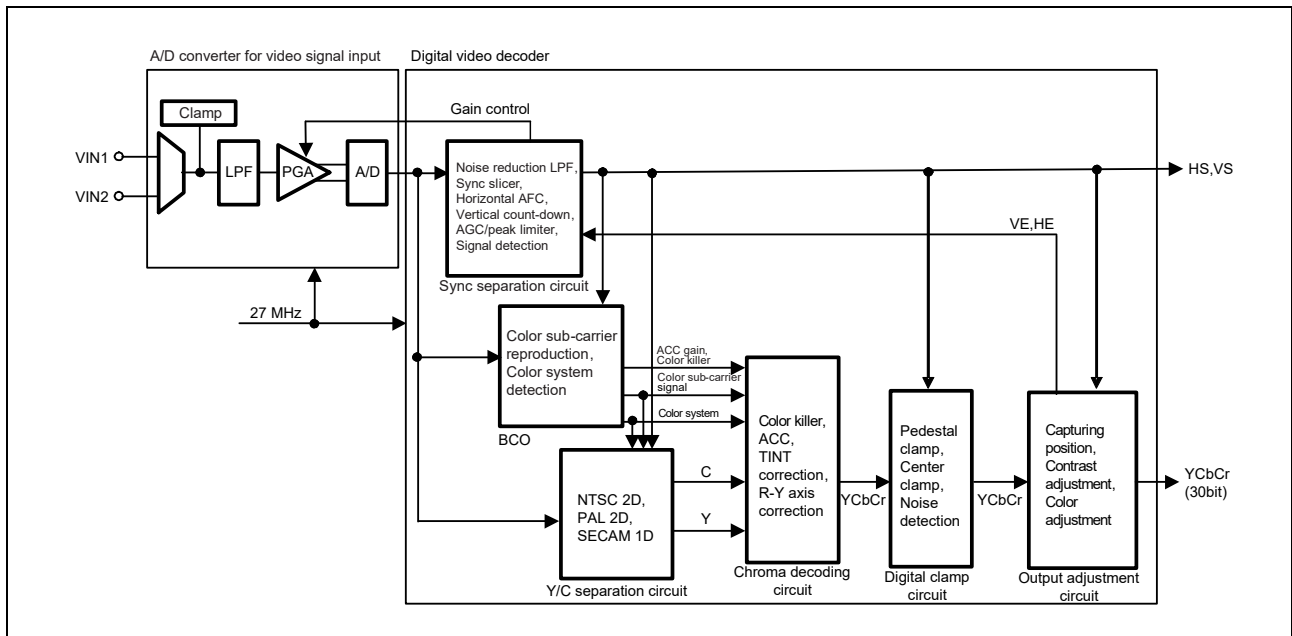 A/D converter for video signal input
Digital video decoder
Clamp
Gain control
VIN1
VIN2
LPF
PGA
A/D
Noise reduction LPF,
Sync slicer,
Horizontal AFC,
Vertical count-down,
AGC/peak limiter,
Signal detection
Sync separation circuit
HS,VS
VE,HE
27 MHz
Color sub-carrier
reproduction,
Color system
detection
BCO
ACC gain,
Color killer
Color sub-carrier
signal
Color system
NTSC 2D,
PAL 2D,
SECAM 1D
Y/C separation circuit
C
Y
Color killer,
ACC,
TINT
correction,
R-Y axis
correction
Chroma decoding
circuit
YCbCr
Pedestal
clamp,
Center
clamp,
Noise
detection
Digital clamp
circuit
YCbCr
Capturing
position,
Contrast
adjustment,
Color
adjustment
Output adjustment
circuit
YCbCr
(30bit)